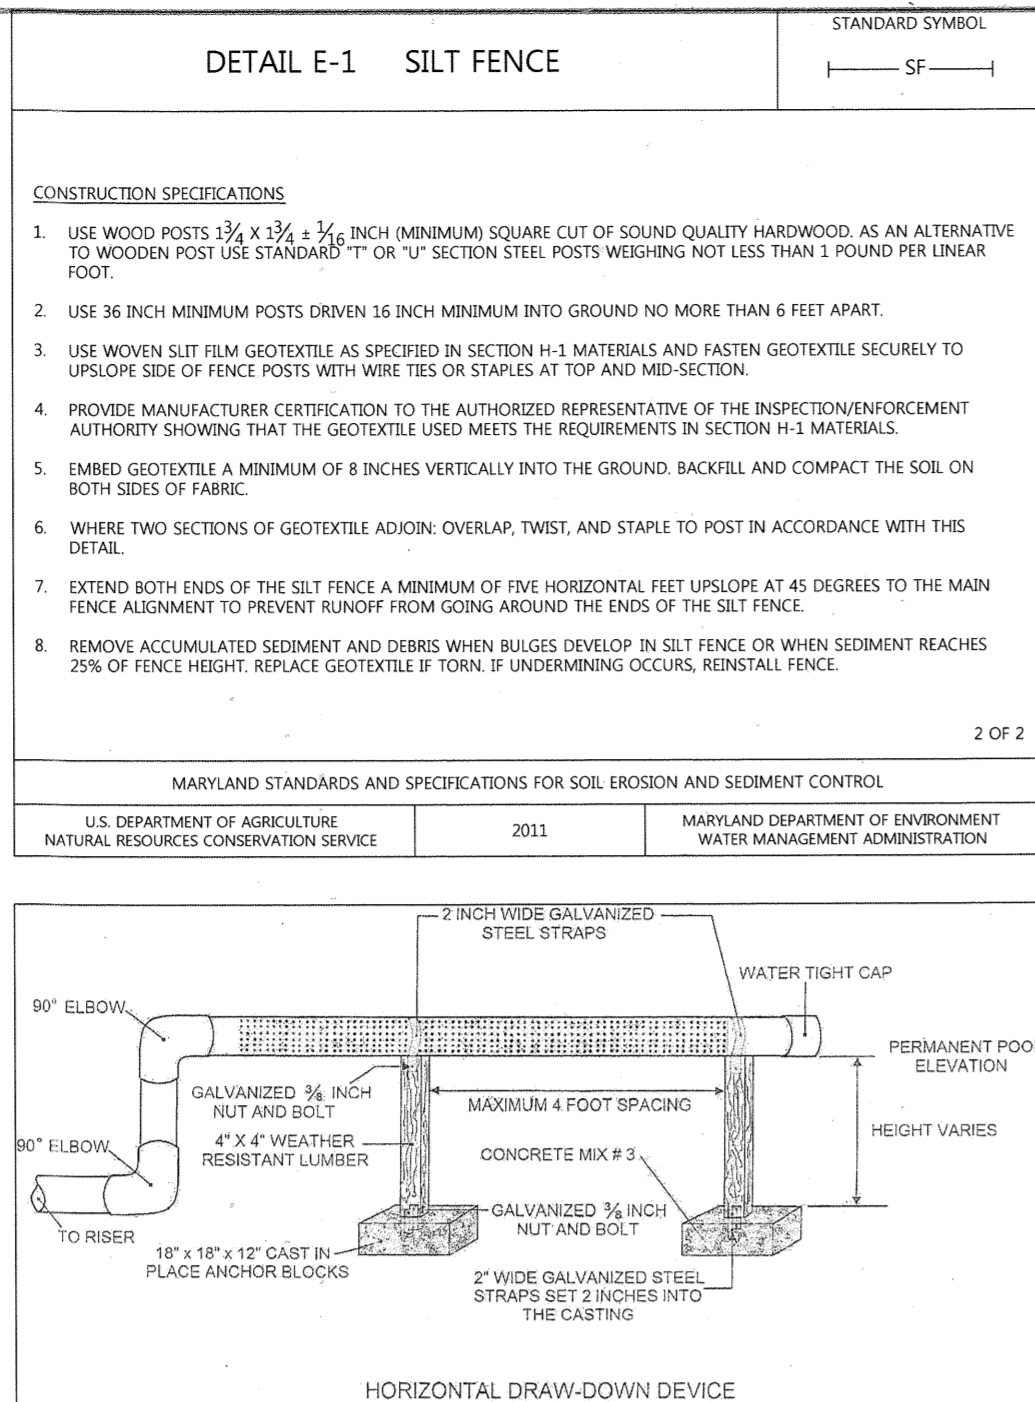 DETAIL E-1 SILT FENCE
STANDARD SYMBOL
SF
CONSTRUCTION SPECIFICATIONS
1. USE WOOD POSTS 1¾ X 1¾ ± 1⁄16 INCH (MINIMUM) SQUARE CUT OF SOUND QUALITY HARDWOOD. AS AN ALTERNATIVE
TO WOODEN POST USE STANDARD "T" OR "U" SECTION STEEL POSTS WEIGHING NOT LESS THAN 1 POUND PER LINEAR
FOOT.
2. USE 36 INCH MINIMUM POSTS DRIVEN 16 INCH MINIMUM INTO GROUND NO MORE THAN 6 FEET APART.
3. USE WOVEN SLIT FILM GEOTEXTILE AS SPECIFIED IN SECTION H-1 MATERIALS AND FASTEN GEOTEXTILE SECURELY TO
UPSLOPE SIDE OF FENCE POSTS WITH WIRE TIES OR STAPLES AT TOP AND MID-SECTION.
4. PROVIDE MANUFACTURER CERTIFICATION TO THE AUTHORIZED REPRESENTATIVE OF THE INSPECTION/ENFORCEMENT
AUTHORITY SHOWING THAT THE GEOTEXTILE USED MEETS THE REQUIREMENTS IN SECTION H-1 MATERIALS.
5. EMBED GEOTEXTILE A MINIMUM OF 8 INCHES VERTICALLY INTO THE GROUND. BACKFILL AND COMPACT THE SOIL ON
BOTH SIDES OF FABRIC.
6. WHERE TWO SECTIONS OF GEOTEXTILE ADJOIN: OVERLAP, TWIST, AND STAPLE TO POST IN ACCORDANCE WITH THIS
DETAIL.
7. EXTEND BOTH ENDS OF THE SILT FENCE A MINIMUM OF FIVE HORIZONTAL FEET UPSLOPE AT 45 DEGREES TO THE MAIN
FENCE ALIGNMENT TO PREVENT RUNOFF FROM GOING AROUND THE ENDS OF THE SILT FENCE.
8. REMOVE ACCUMULATED SEDIMENT AND DEBRIS WHEN BULGES DEVELOP IN SILT FENCE OR WHEN SEDIMENT REACHES
25% OF FENCE HEIGHT. REPLACE GEOTEXTILE IF TORN. IF UNDERMINING OCCURS, REINSTALL FENCE.
2 OF 2
MARYLAND STANDARDS AND SPECIFICATIONS FOR SOIL EROSION AND SEDIMENT CONTROL
U.S. DEPARTMENT OF AGRICULTURE
NATURAL RESOURCES CONSERVATION SERVICE
2011
MARYLAND DEPARTMENT OF ENVIRONMENT
WATER MANAGEMENT ADMINISTRATION
2 INCH WIDE GALVANIZED
STEEL STRAPS
WATER TIGHT CAP
90° ELBOW
PERMANENT POO
ELEVATION
GALVANIZED ⅜ INCH
NUT AND BOLT
MAXIMUM 4 FOOT SPACING
HEIGHT VARIES
90° ELBOW
4" X 4" WEATHER
RESISTANT LUMBER
CONCRETE MIX # 3
GALVANIZED ⅜ INCH
NUT AND BOLT
TO RISER
18" x 18" x 12" CAST IN
PLACE ANCHOR BLOCKS
2" WIDE GALVANIZED STEEL
STRAPS SET 2 INCHES INTO
THE CASTING
HORIZONTAL DRAW-DOWN DEVICE